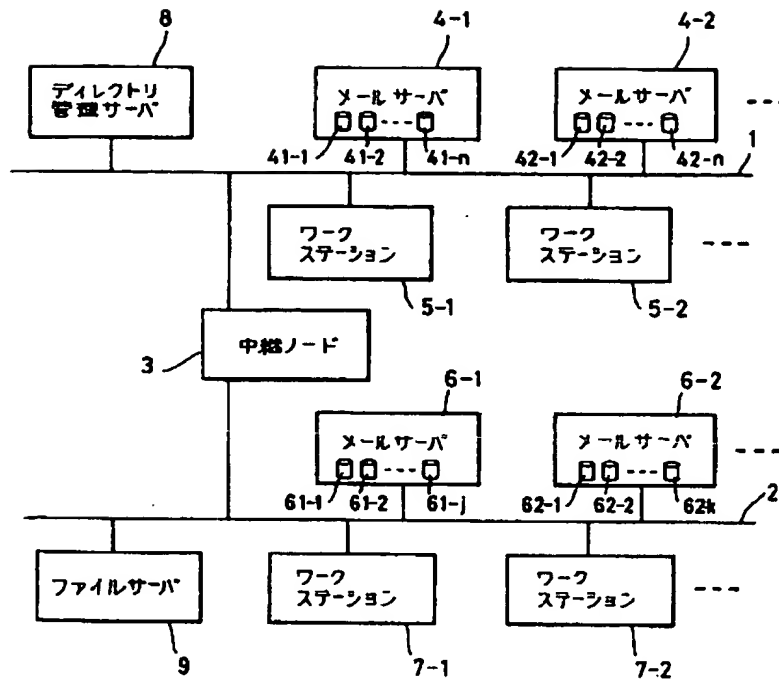 8
4-1
4-2
ディレクトリ
管理サーバ
メールサーバ
メールサーバ
41-1 41-2 41-n
42-1 42-2 42-n
1
ワーク
ステーション
ワーク
ステーション
5-1
5-2
3
中継ノード
6-1
6-2
メールサーバ
メールサーバ
61-1 61-2 61-j
62-1 62-2 62k
2
ファイルサーバ
ワーク
ステーション
ワーク
ステーション
9
7-1
7-2